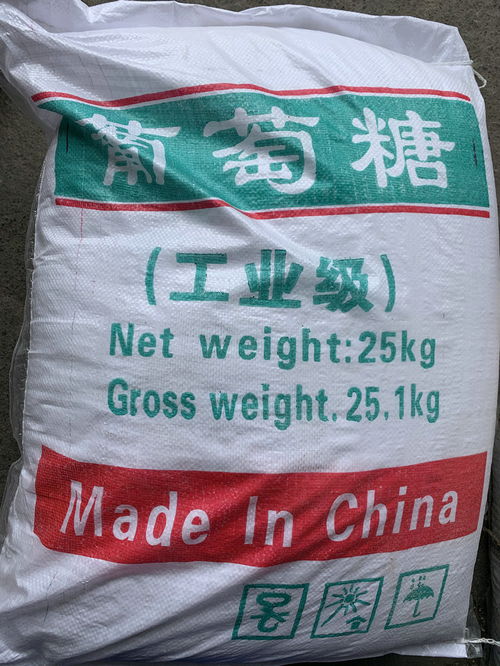 葡萄糖
(工业级)
Net weight:25kg
Gross weight.25.1kg
Made In China